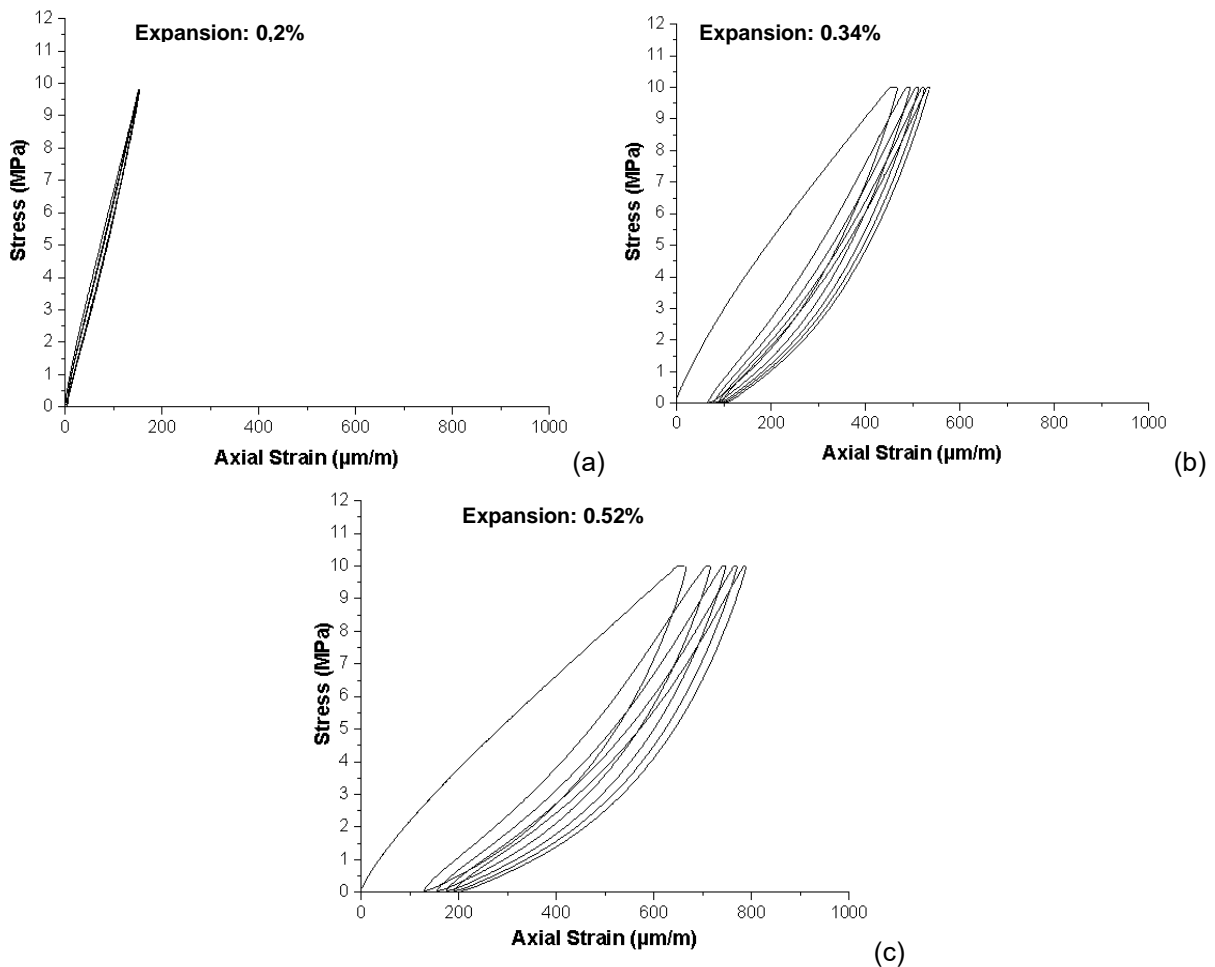 Expansion: 0,2%
12
11
10
9
8
7
6
5
4
3
2
1
0
Stress (MPa)
0 200 400 600 800 1000
Axial Strain (µm/m)
(a)
Expansion: 0.34%
12
11
10
9
8
7
6
5
4
3
2
1
0
Stress (MPa)
0 200 400 600 800 1000
Axial Strain (µm/m)
(b)
Expansion: 0.52%
12
11
10
9
8
7
6
5
4
3
2
1
0
Stress (MPa)
0 200 400 600 800 1000
Axial Strain (µm/m)
(c)